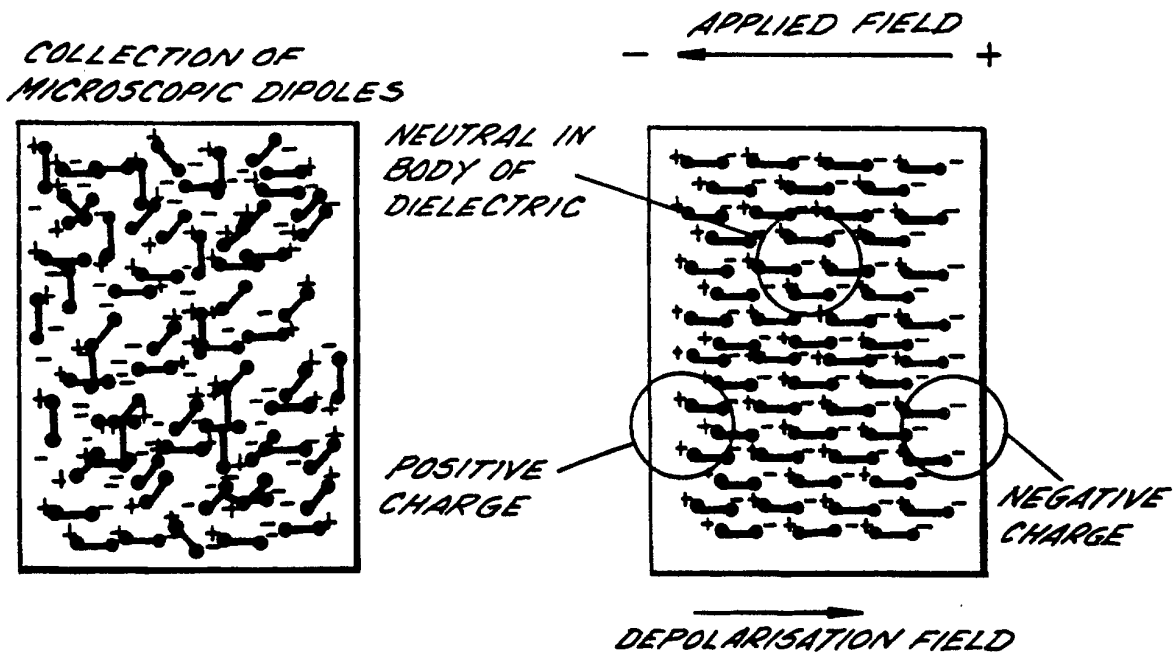 COLLECTION OF
MICROSCOPIC DIPOLES
APPLIED FIELD
- +
NEUTRAL IN
BODY OF
DIELECTRIC
POSITIVE
CHARGE
NEGATIVE
CHARGE
DEPOLARISATION FIELD